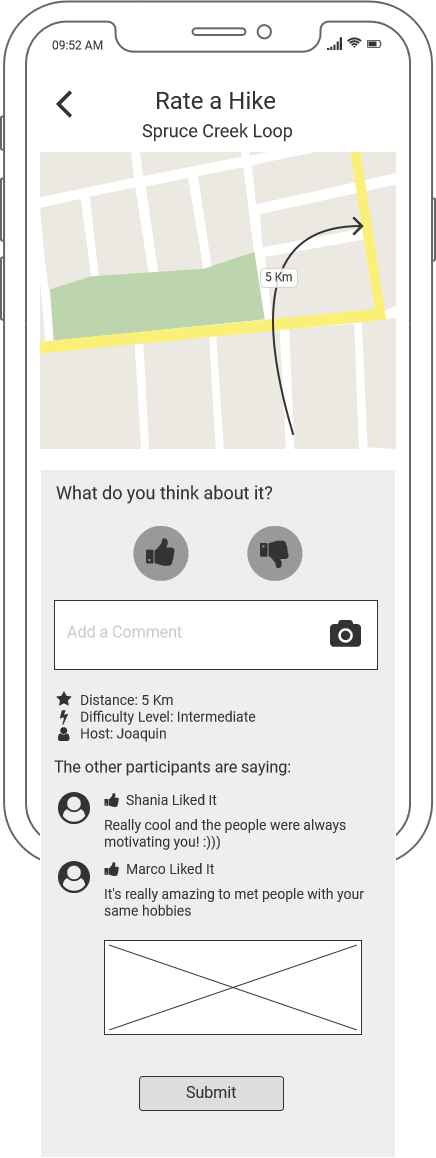 09:52 AM
Rate a Hike
Spruce Creek Loop
5 Km
What do you think about it?
Add a Comment
Distance: 5 Km
Difficulty Level: Intermediate
Host: Joaquin
The other participants are saying:
Shania Liked It
Really cool and the people were always
motivating you! :)))
Marco Liked It
It's really amazing to met people with your
same hobbies
Submit